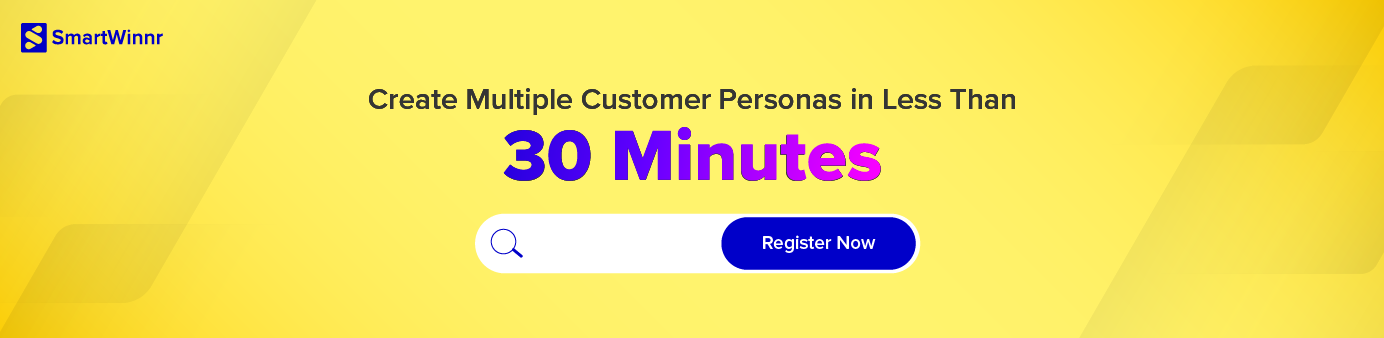 SmartWinnr
Create Multiple Customer Personas in Less Than
30 Minutes
Register Now